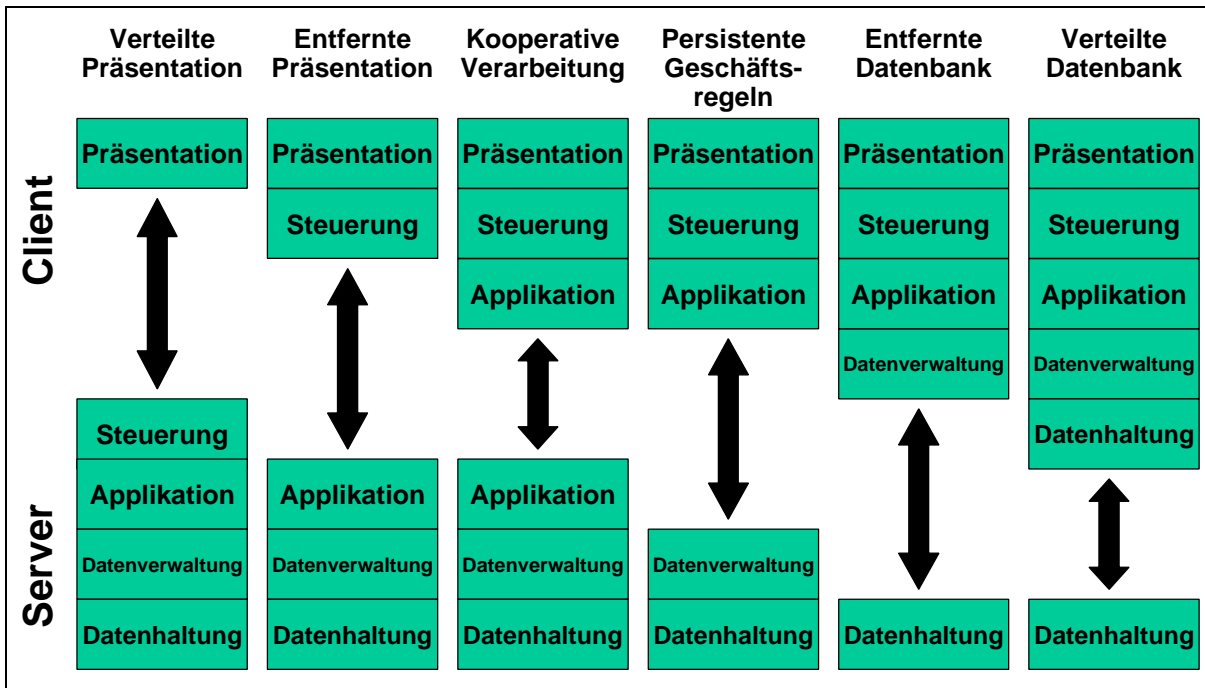 Verteilte
Präsentation
Entfernte
Präsentation
Kooperative
Verarbeitung
Persistente
Geschäfts-
regeln
Entfernte
Datenbank
Verteilte
Datenbank
Client
Präsentation
Präsentation
Steuerung
Präsentation
Steuerung
Applikation
Präsentation
Steuerung
Applikation
Präsentation
Steuerung
Applikation
Datenverwaltung
Präsentation
Steuerung
Applikation
Datenverwaltung
Datenhaltung
Server
Steuerung
Applikation
Datenverwaltung
Datenhaltung
Applikation
Datenverwaltung
Datenhaltung
Applikation
Datenverwaltung
Datenhaltung
Datenverwaltung
Datenhaltung
Datenhaltung
Datenhaltung